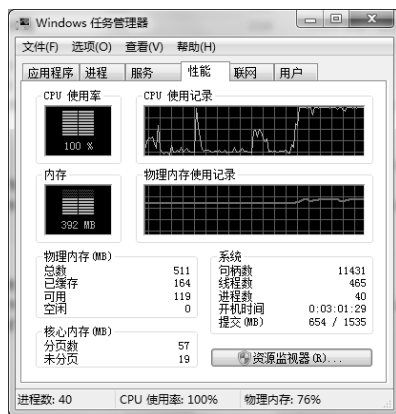 Windows 任务管理器
文件(F) 选项(O) 查看(V) 帮助(H)
应用程序 进程 服务 性能 联网 用户
CPU 使用率 CPU 使用记录
100 %
内存 物理内存使用记录
392 MB
物理内存(MB)
总数 511
已缓存 164
可用 119
空闲 0
核心内存(MB)
分页数 57
未分页 19
系统
句柄数 11431
线程数 465
进程数 40
开机时间 0:03:01:29
提交(MB) 654 / 1535
资源监视器(R)...
进程数: 40 CPU 使用率: 100% 物理内存: 76%